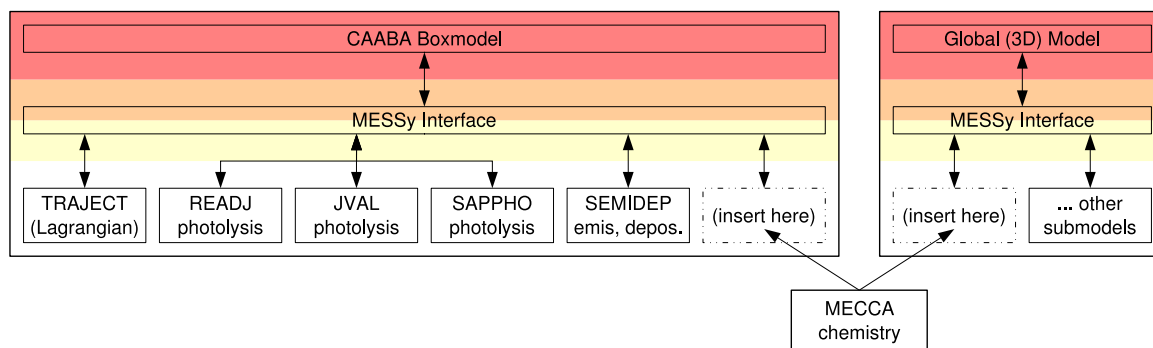 CAABA Boxmodel
MESSy Interface
TRAJECT
(Lagrangian)
READJ
photolysis
JVAL
photolysis
SAPPHO
photolysis
SEMIDEP
emis, depos.
(insert here)
Global (3D) Model
MESSy Interface
(insert here)
... other
submodels
MECCA
chemistry